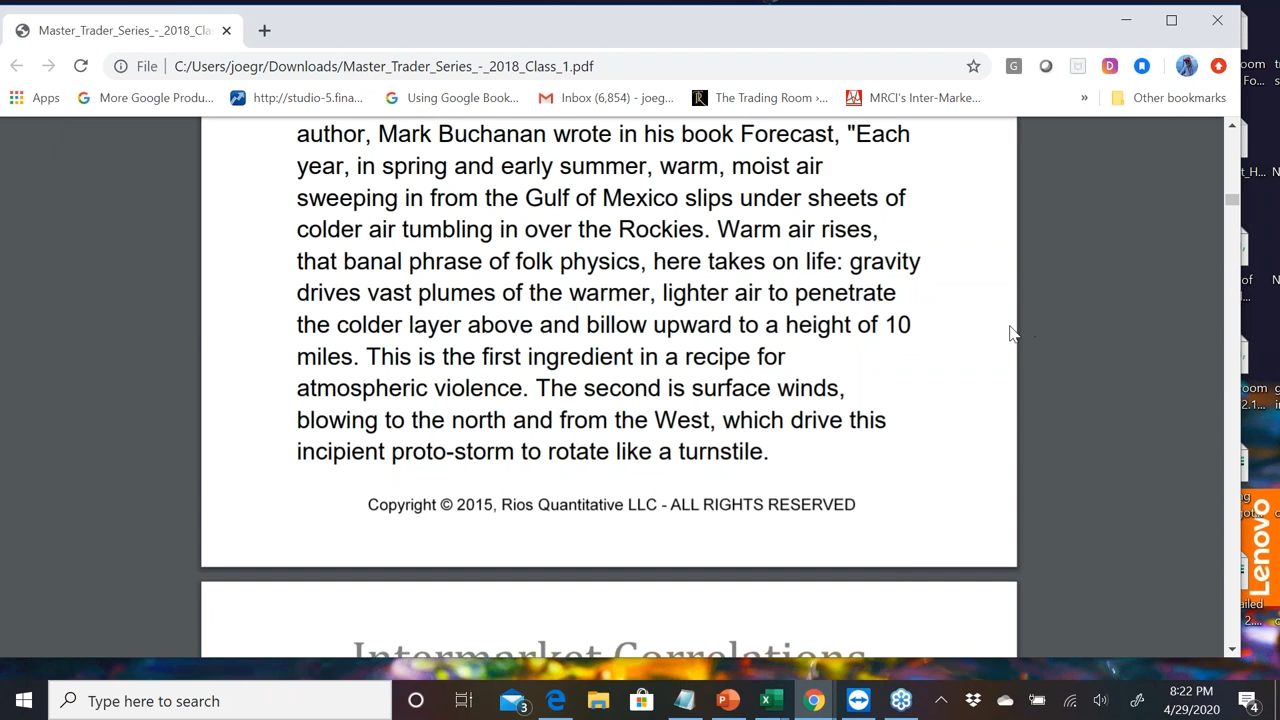 Master_Trader_Series_-_2018_Cla
File
C:/Users/joegr/Downloads/Master_Trader_Series_-_2018_Class_1.pdf
Apps
More Google Produ...
http://studio-5.fina...
Using Google Book...
Inbox (6,854) - joeg...
The Trading Room >...
MRCI's Inter-Marke...
»
Other bookmarks
author, Mark Buchanan wrote in his book Forecast, "Each
year, in spring and early summer, warm, moist air
sweeping in from the Gulf of Mexico slips under sheets of
colder air tumbling in over the Rockies. Warm air rises,
that banal phrase of folk physics, here takes on life: gravity
drives vast plumes of the warmer, lighter air to penetrate
the colder layer above and billow upward to a height of 10
miles. This is the first ingredient in a recipe for
atmospheric violence. The second is surface winds,
blowing to the north and from the West, which drive this
incipient proto-storm to rotate like a turnstile.
Copyright © 2015, Rios Quantitative LLC - ALL RIGHTS RESERVED
Intermarket Correlations
Lenovo
Type here to search
3
8:22 PM
4/29/2020
4